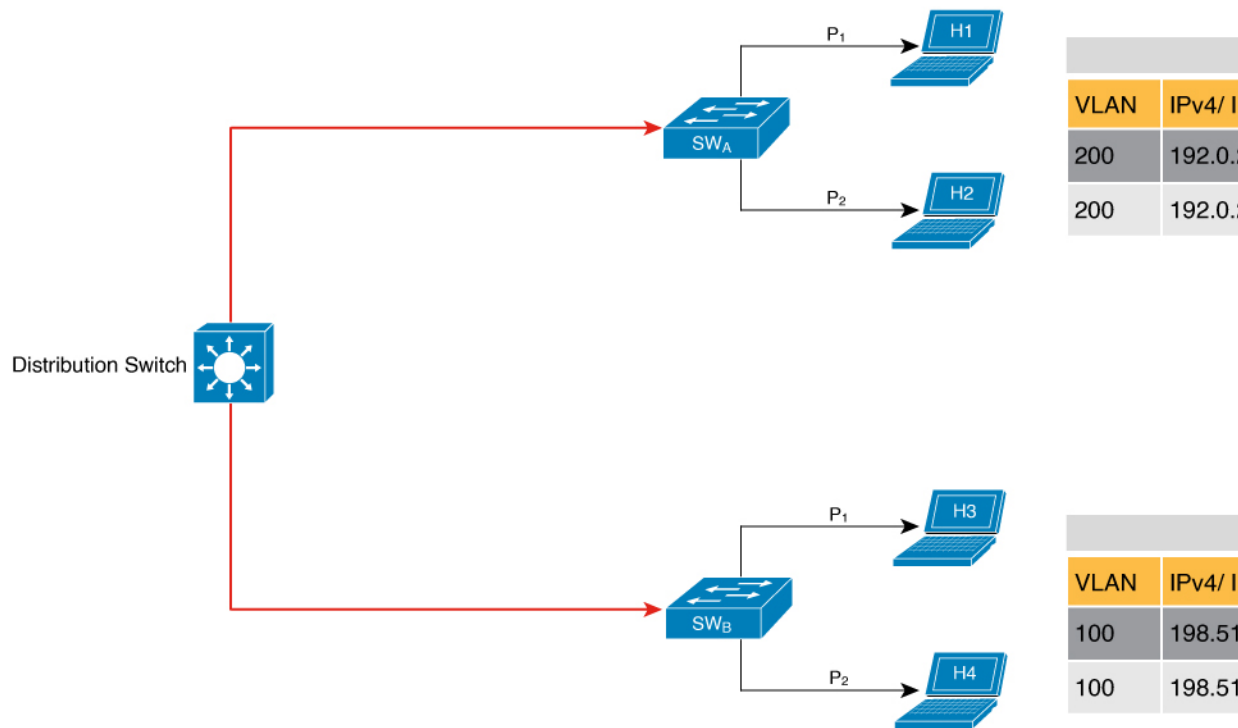 P₁
H1
SWA
P₂
H2
VLAN IPv4/ I
200 192.0.
200 192.0.
Distribution Switch
P₁
H3
SWB
P₂
H4
VLAN IPv4/ I
100 198.51
100 198.51